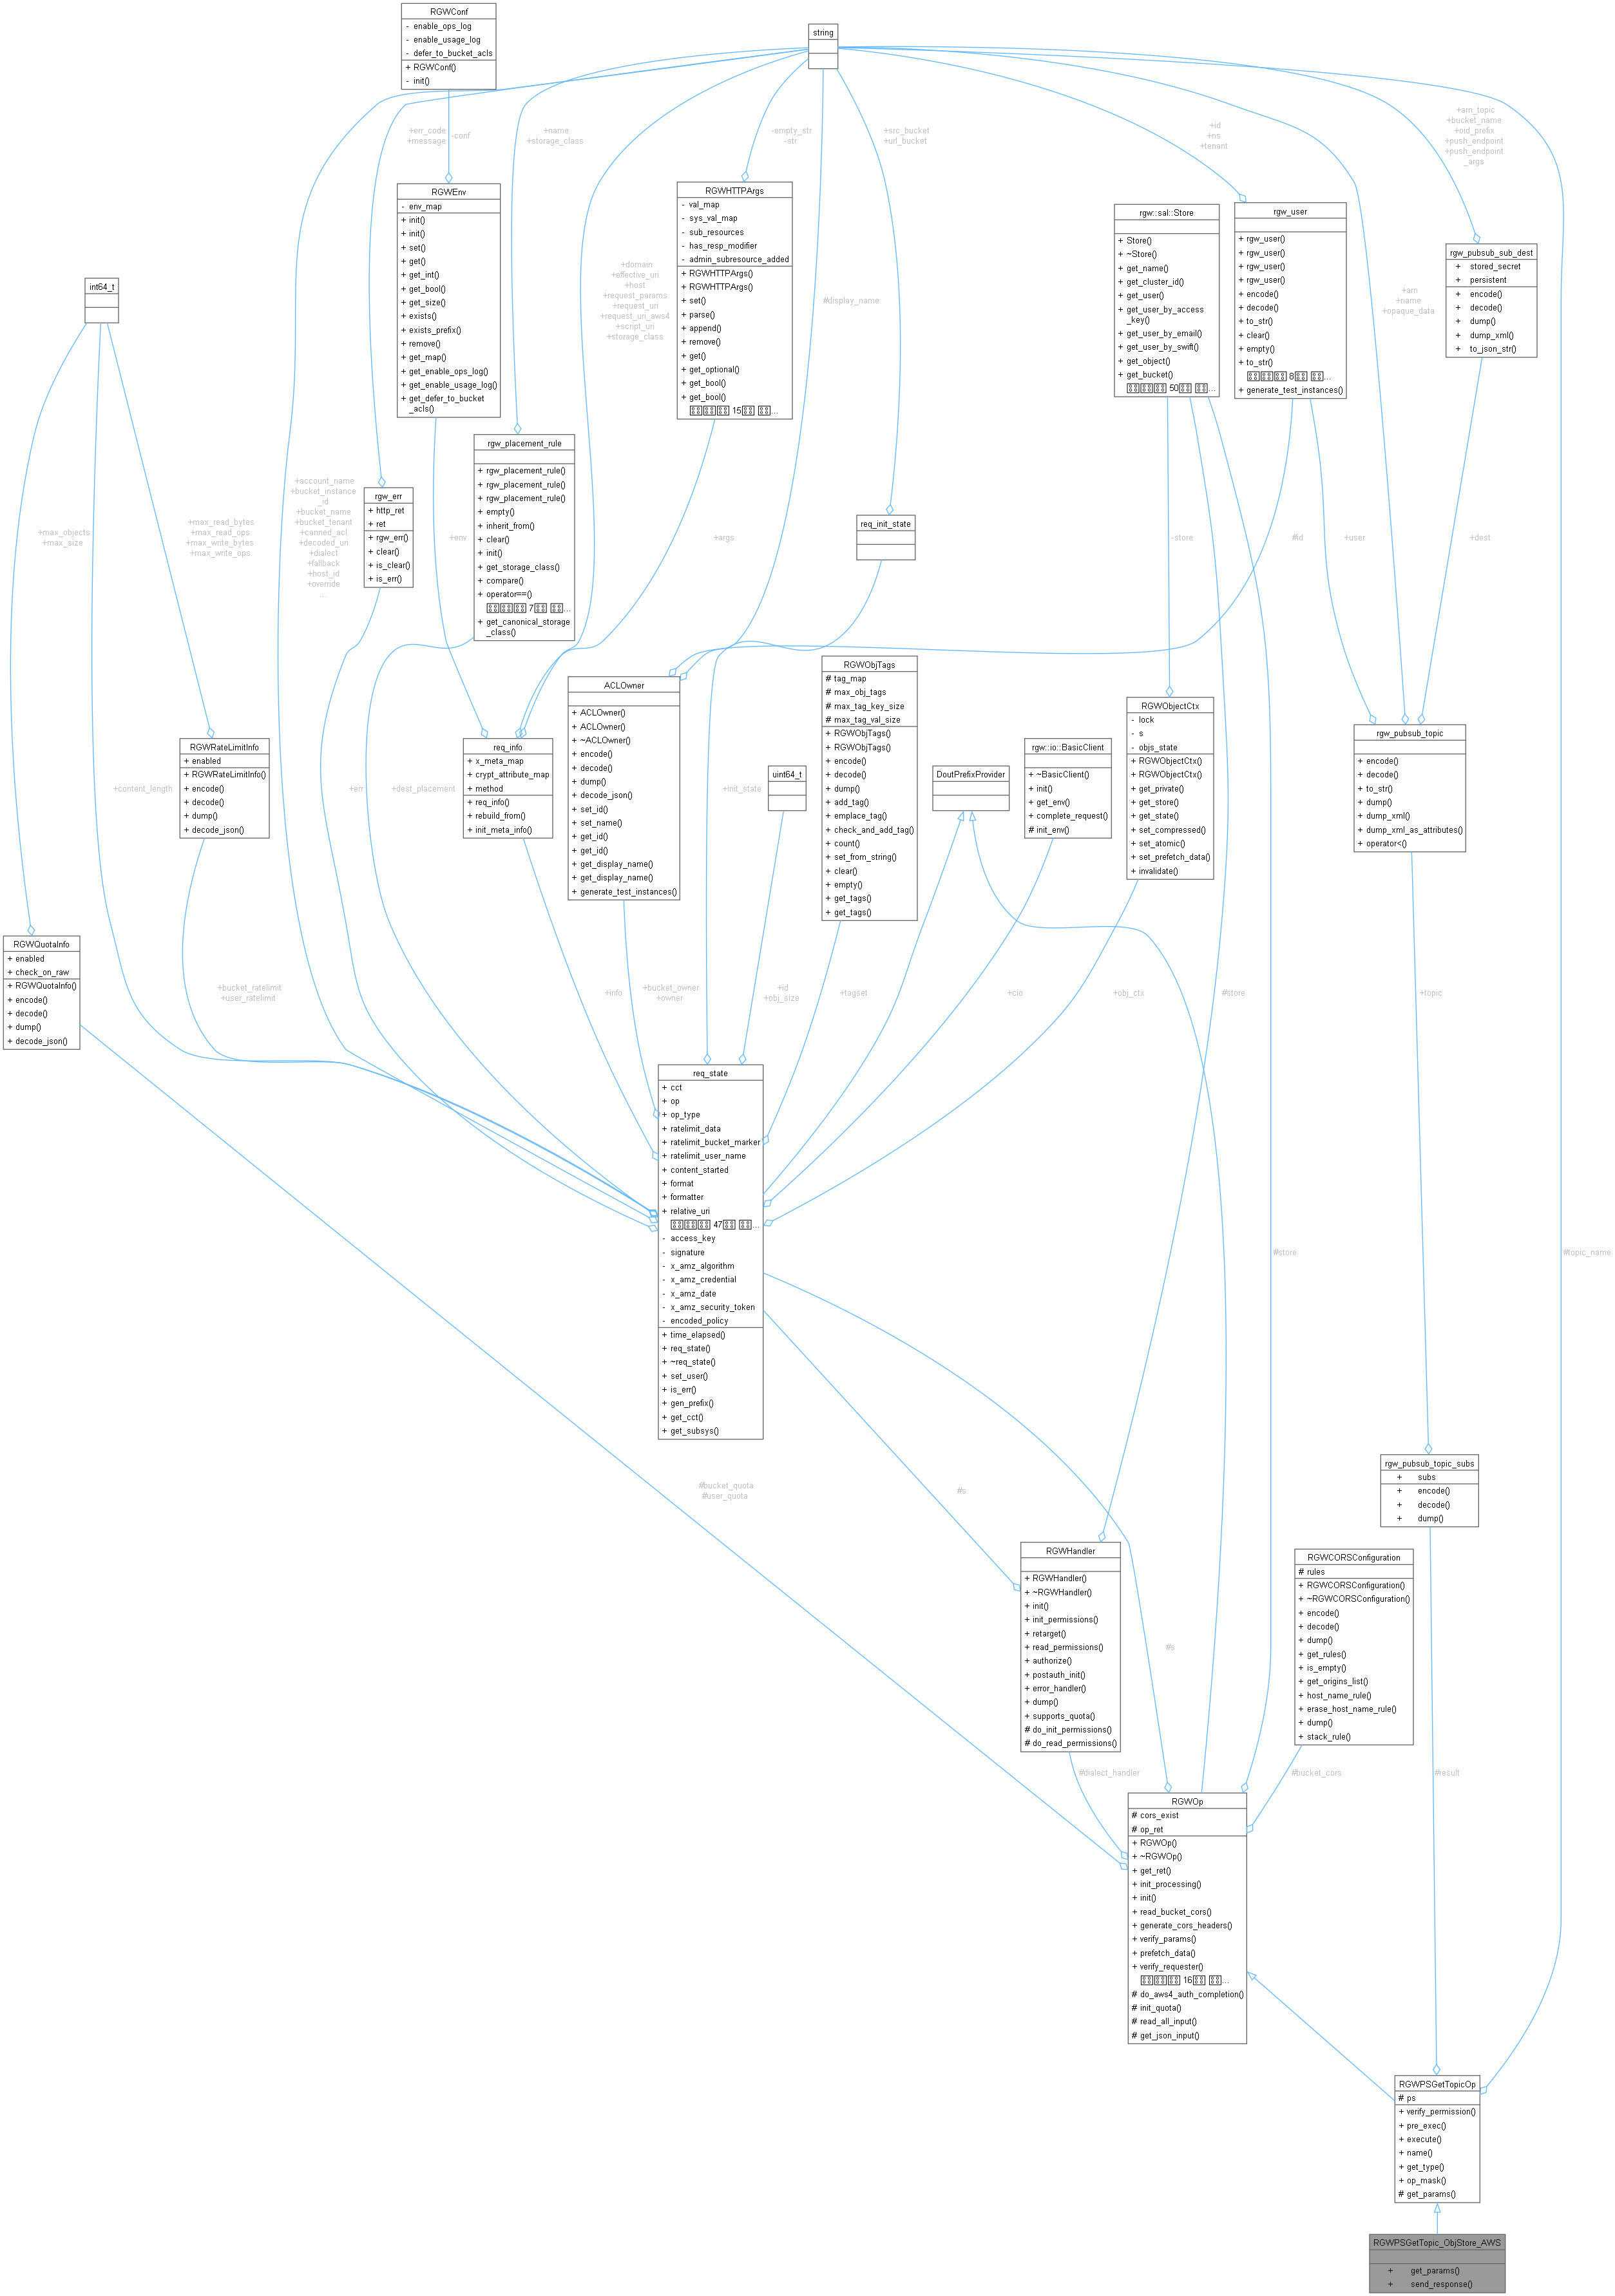 RGWConf
- enable_ops_log
- enable_usage_log
- defer_to_bucket_acls
+ RGWConf()
- init()
string
+err_code
+message
-conf
+name
+storage_class
-empty_str
-str
+src_bucket
+url_bucket
+id
+ns
+tenant
+arn_topic
+bucket_name
+oid_prefix
+push_endpoint
+push_endpoint
_args
RGWEnv
- env_map
+ init()
+ init()
+ set()
+ get()
+ get_int()
+ get_bool()
+ get_size()
+ exists()
+ exists_prefix()
+ remove()
+ get_map()
+ get_enable_ops_log()
+ get_enable_usage_log()
+ get_defer_to_bucket
_acls()
RGWHTTPArgs
- val_map
- sys_val_map
- sub_resources
- has_resp_modifier
- admin_subresource_added
+ RGWHTTPArgs()
+ RGWHTTPArgs()
+ set()
+ parse()
+ append()
+ remove()
+ get()
+ get_optional()
+ get_bool()
+ get_bool()
15
...
rgw::sal::Store
+ Store()
+ ~Store()
+ get_name()
+ get_cluster_id()
+ get_user()
+ get_user_by_access
_key()
+ get_user_by_email()
+ get_user_by_swift()
+ get_object()
+ get_bucket()
50
...
rgw_user
+ rgw_user()
+ rgw_user()
+ rgw_user()
+ rgw_user()
+ encode()
+ decode()
+ to_str()
+ clear()
+ empty()
+ to_str()
8
...
+ generate_test_instances()
rgw_pubsub_sub_dest
+ stored_secret
+ persistent
+ encode()
+ decode()
+ dump()
+ dump_xml()
+ to_json_str()
int64_t
+domain
+effective_uri
+host
+request_params
+request_uri
+request_uri_aws4
+script_uri
+storage_class
#display_name
+arn
+name
+opaque_data
rgw_placement_rule
+ rgw_placement_rule()
+ rgw_placement_rule()
+ rgw_placement_rule()
+ empty()
+ inherit_from()
+ clear()
+ init()
+ get_storage_class()
+ compare()
+ operator==()
7
...
+ get_canonical_storage
_class()
+account_name
+bucket_instance
_id
+bucket_name
+bucket_tenant
+canned_acl
+decoded_uri
+dialect
+fallback
+host_id
+override
...
rgw_err
+ http_ret
+ ret
+ rgw_err()
+ clear()
+ is_clear()
+ is_err()
req_init_state
+max_objects
+max_size
+max_read_bytes
+max_read_ops
+max_write_bytes
+max_write_ops
+env
+args
-store
#id
+user
+dest
RGWRateLimitInfo
+ enabled
+ RGWRateLimitInfo()
+ encode()
+ decode()
+ dump()
+ decode_json()
req_info
+ x_meta_map
+ crypt_attribute_map
+ method
+ req_info()
+ rebuild_from()
+ init_meta_info()
ACLOwner
+ ACLOwner()
+ ACLOwner()
+ ~ACLOwner()
+ encode()
+ decode()
+ dump()
+ decode_json()
+ set_id()
+ set_name()
+ get_id()
+ get_id()
+ get_display_name()
+ get_display_name()
+ generate_test_instances()
uint64_t
RGWObjTags
# tag_map
# max_obj_tags
# max_tag_key_size
# max_tag_val_size
+ RGWObjTags()
+ RGWObjTags()
+ encode()
+ decode()
+ dump()
+ add_tag()
+ emplace_tag()
+ check_and_add_tag()
+ count()
+ set_from_string()
+ clear()
+ empty()
+ get_tags()
+ get_tags()
DoutPrefixProvider
rgw::io::BasicClient
+ ~BasicClient()
+ init()
+ get_env()
+ complete_request()
# init_env()
RGWObjectCtx
- lock
- s
- objs_state
+ RGWObjectCtx()
+ RGWObjectCtx()
+ get_private()
+ get_store()
+ get_state()
+ set_compressed()
+ set_atomic()
+ set_prefetch_data()
+ invalidate()
rgw_pubsub_topic
+ encode()
+ decode()
+ to_str()
+ dump()
+ dump_xml()
+ dump_xml_as_attributes()
+ operator<()
+content_length
+err
+dest_placement
+init_state
RGWQuotaInfo
+ enabled
+ check_on_raw
+ RGWQuotaInfo()
+ encode()
+ decode()
+ dump()
+ decode_json()
+bucket_ratelimit
+user_ratelimit
+info
+bucket_owner
+owner
+id
+obj_size
+tagset
+cio
+obj_ctx
#store
+topic
req_state
+ cct
+ op
+ op_type
+ ratelimit_data
+ ratelimit_bucket_marker
+ ratelimit_user_name
+ content_started
+ format
+ formatter
+ relative_uri
47
...
- access_key
- signature
- x_amz_algorithm
- x_amz_credential
- x_amz_date
- x_amz_security_token
- encoded_policy
+ time_elapsed()
+ req_state()
+ ~req_state()
+ set_user()
+ is_err()
+ gen_prefix()
+ get_cct()
+ get_subsys()
#store
#topic_name
#bucket_quota
#user_quota
#s
rgw_pubsub_topic_subs
+ subs
+ encode()
+ decode()
+ dump()
RGWHandler
+ RGWHandler()
+ ~RGWHandler()
+ init()
+ init_permissions()
+ retarget()
+ read_permissions()
+ authorize()
+ postauth_init()
+ error_handler()
+ dump()
+ supports_quota()
# do_init_permissions()
# do_read_permissions()
#s
RGWCORSConfiguration
# rules
+ RGWCORSConfiguration()
+ ~RGWCORSConfiguration()
+ encode()
+ decode()
+ dump()
+ get_rules()
+ is_empty()
+ get_origins_list()
+ host_name_rule()
+ erase_host_name_rule()
+ dump()
+ stack_rule()
#dialect_handler
#bucket_cors
#result
RGWOp
# cors_exist
# op_ret
+ RGWOp()
+ ~RGWOp()
+ get_ret()
+ init_processing()
+ init()
+ read_bucket_cors()
+ generate_cors_headers()
+ verify_params()
+ prefetch_data()
+ verify_requester()
16
...
# do_aws4_auth_completion()
# init_quota()
# read_all_input()
# get_json_input()
RGWPSGetTopicOp
# ps
+ verify_permission()
+ pre_exec()
+ execute()
+ name()
+ get_type()
+ op_mask()
# get_params()
RGWPSGetTopic_ObjStore_AWS
+ get_params()
+ send_response()